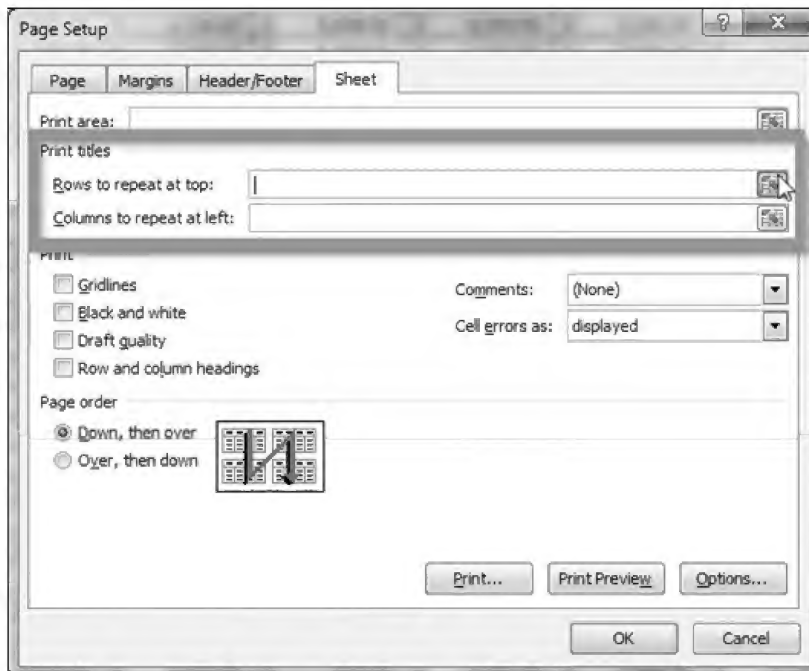 Page Setup
Page Margins Header/Footer Sheet
Print area:
Print titles
Rows to repeat at top:
Columns to repeat at left:
Print
Gridlines
Black and white
Draft quality
Row and column headings
Comments: (None)
Cell errors as: displayed
Page order
Down, then over
Over, then down
Print... Print Preview Options...
OK Cancel